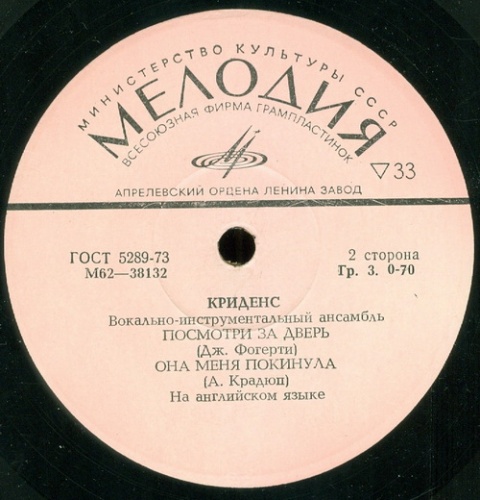 МИНИСТЕРСТВО КУЛЬТУРЫ СССР
МЕЛОДИЯ
ВСЕСОЮЗНАЯ ФИРМА ГРАМПЛАСТИНОК
▽33
АПРЕЛЕВСКИЙ ОРДЕНА ЛЕНИНА ЗАВОД
ГОСТ 5289-73
М62—38132
2 сторона
Гр. 3. 0-70
КРИДЕНС
Вокально-инструментальный ансамбль
ПОСМОТРИ ЗА ДВЕРЬ
(Дж. Фогерти)
ОНА МЕНЯ ПОКИНУЛА
(А. Крадюп)
На английском языке